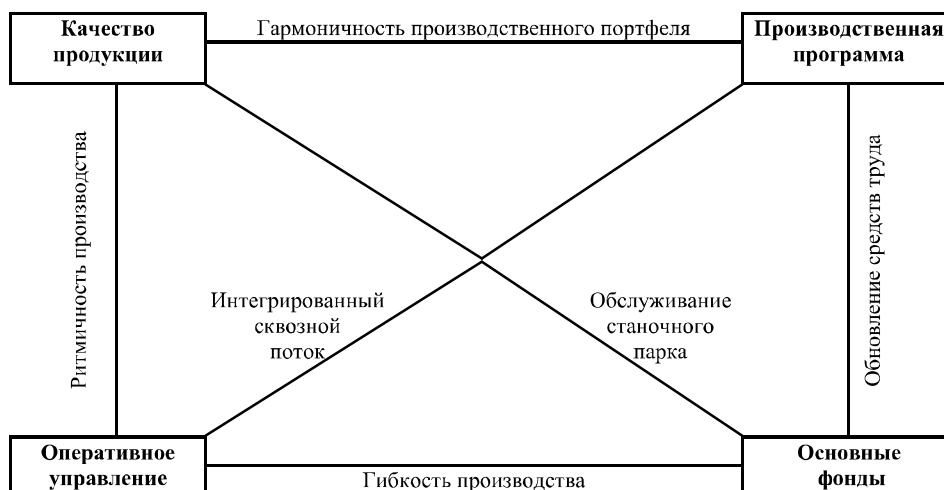 Качество
продукции
Гармоничность производственного портфеля
Производственная
программа
Ритмичность производства
Обновление средств труда
Интегрированный
сквозной
поток
Обслуживание
станочного
парка
Оперативное
управление
Гибкость производства
Основные
фонды